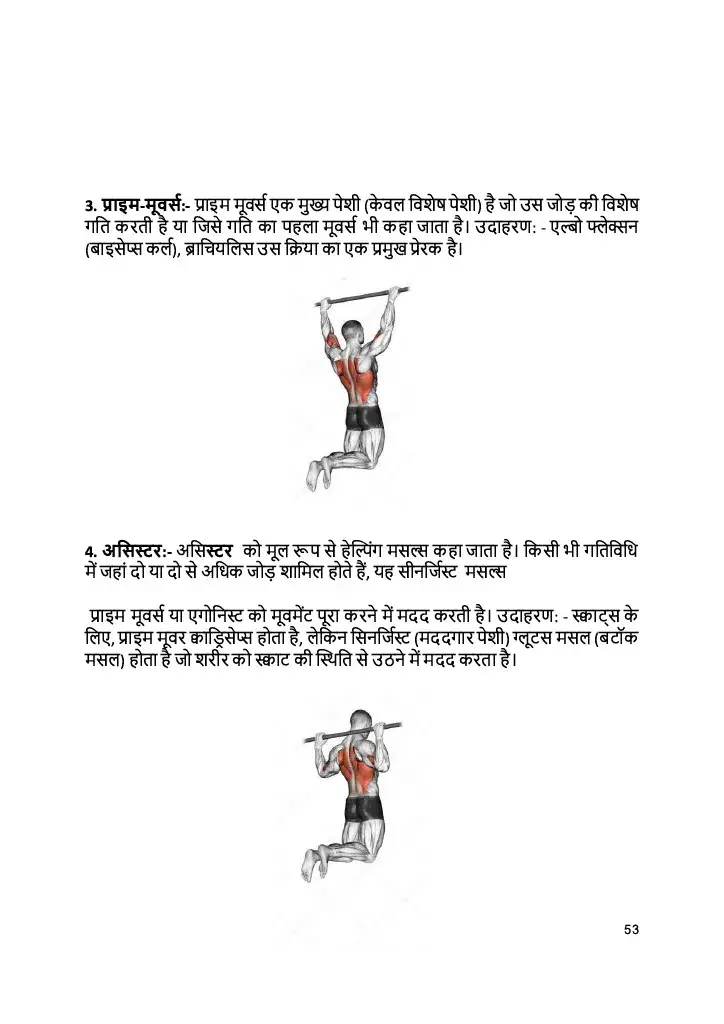 3. प्राइम-मूवर्स:- प्राइम मूवर्स एक मुख्य पेशी (केवल विशेष पेशी) है जो उस जोड़ की विशेष
गति करती है या जिसे गति का पहला मूवर्स भी कहा जाता है। उदाहरण: - एल्बो फ्लेक्सन
(बाइसेप्स कर्ल), ब्राचियलिस उस क्रिया का एक प्रमुख प्रेरक है।
4. असिस्टर:- असिस्टर को मूल रूप से हेल्पिंग मसल्स कहा जाता है। किसी भी गतिविधि
में जहां दो या दो से अधिक जोड़ शामिल होते हैं, यह सीनर्जिस्ट मसल्स
प्राइम मूवर्स या एगोनिस्ट को मूवमेंट पूरा करने में मदद करती है। उदाहरण: - स्क्वाट्स के
लिए, प्राइम मूवर क्वाड्रिसेप्स होता है, लेकिन सिनर्जिस्ट (मददगार पेशी) ग्लूटस मसल (बटॉक
मसल) होता है जो शरीर को स्क्वाट की स्थिति से उठने में मदद करता है।
53